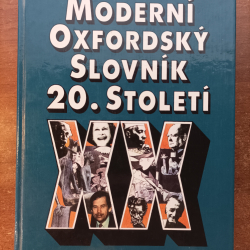 MODERNÍ
OXFORDSKÝ
SLOVNÍK
20. STOLETÍ
XX